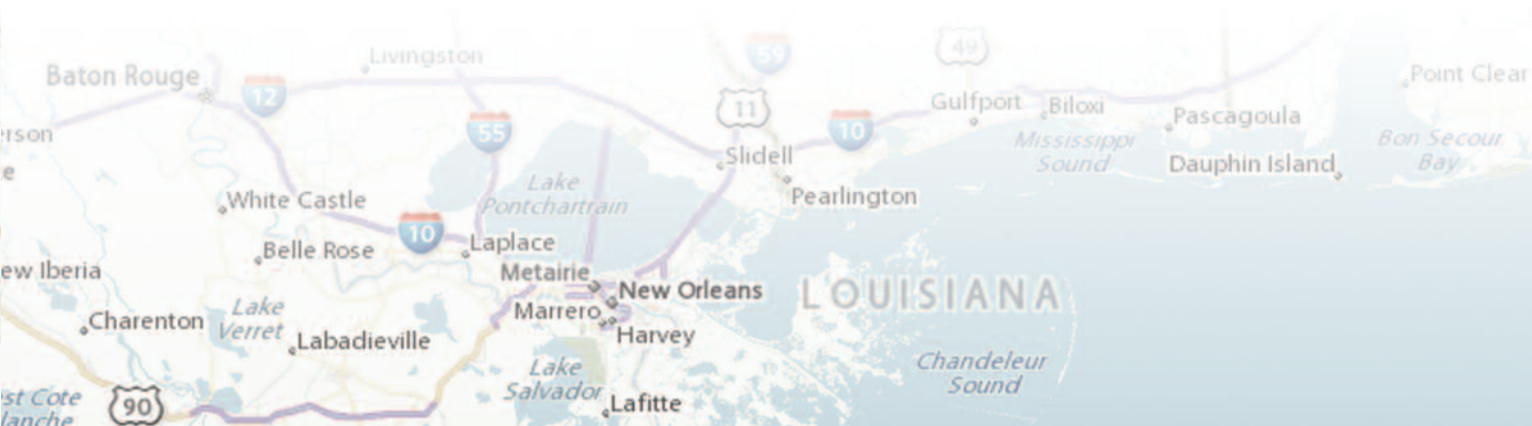 Livingston
59
49
Baton Rouge
12
Point Clear
11
Gulfport
Biloxi
Pascagoula
erson
55
10
Mississippi
Sound
Bon Secour
Bay
Slidell
Dauphin Island
e
Lake
Pontchartrain
Pearlington
White Castle
10
Laplace
Belle Rose
Metairie
New Orleans
LOUISIANA
ew Iberia
Lake
Verret
Marrero
Harvey
Charenton
Labadieville
Chandeleur
Sound
Lake
Salvador
Lafitte
st Cote
lanche
90